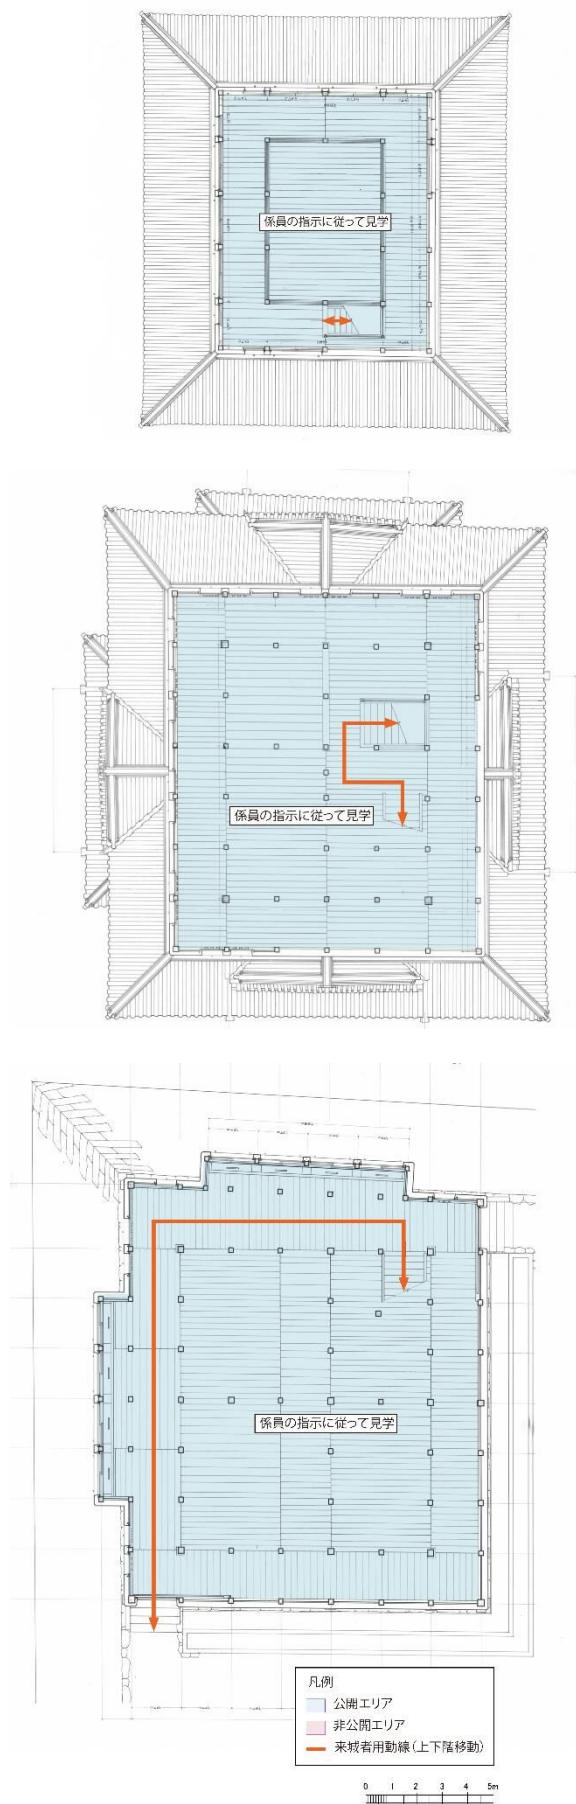 係員の指示に従って見学
係員の指示に従って見学
係員の指示に従って見学
凡例
公開エリア
非公開エリア
来城者用動線（上下階移動）
0 1 2 3 4 5m